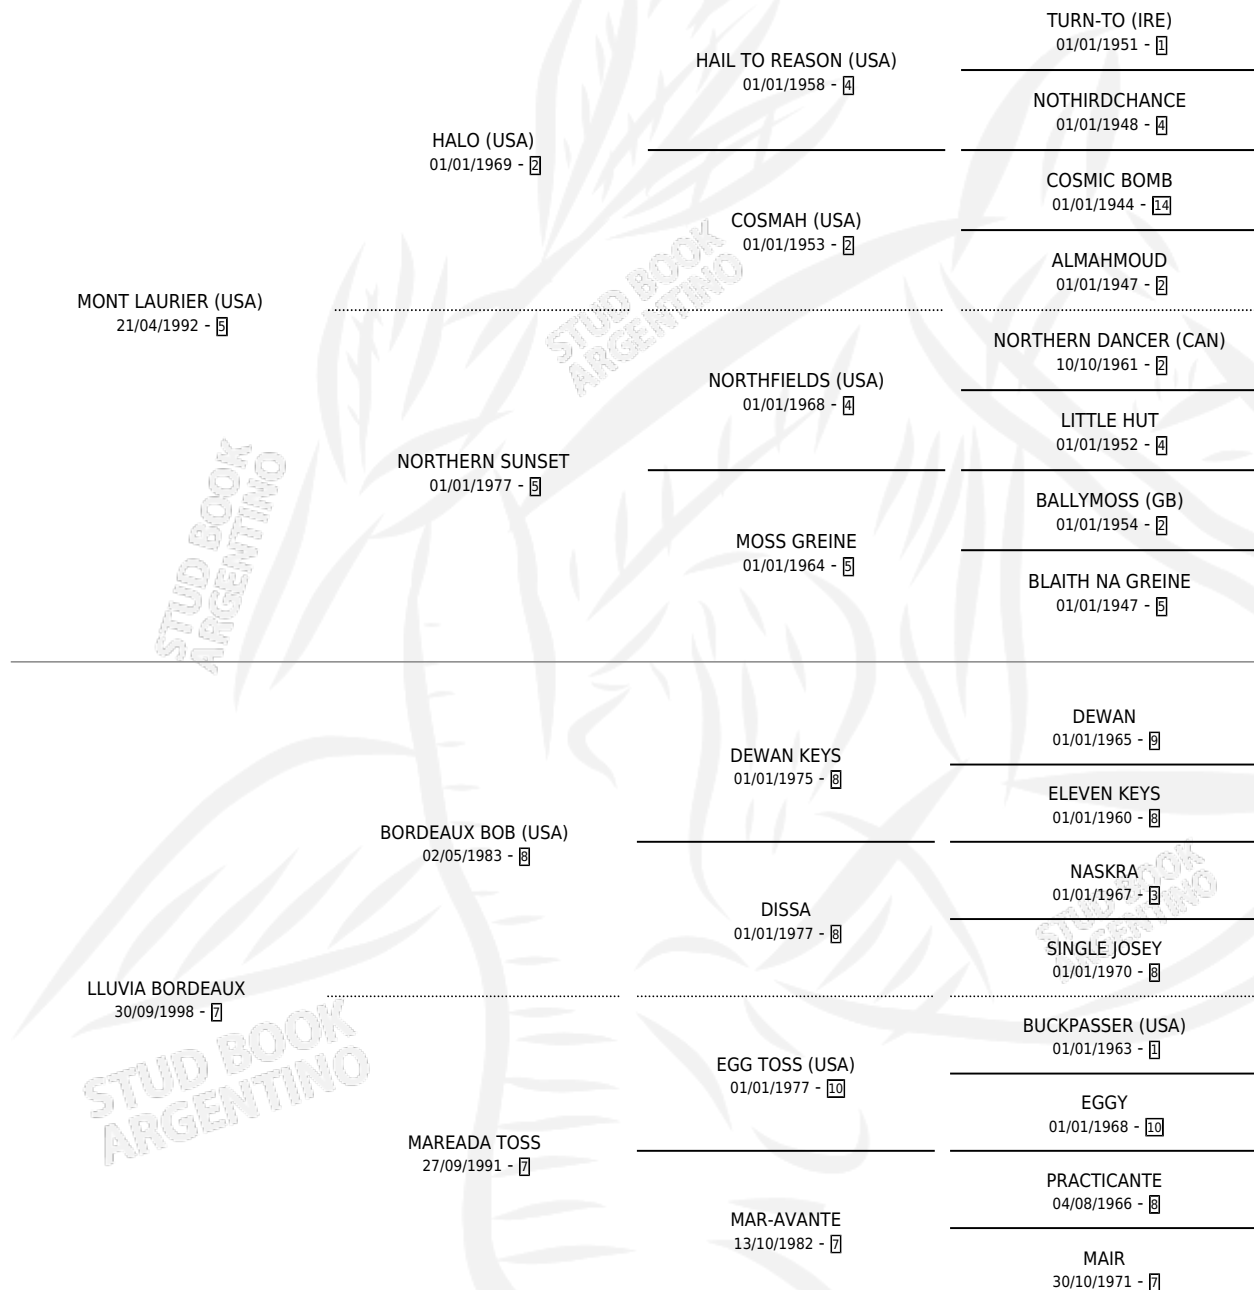 TURN-TO (IRE)
01/01/1951 - 1
HAIL TO REASON (USA)
01/01/1958 - 4
NOTHIRDCHANCE
01/01/1948 - 4
HALO (USA)
01/01/1969 - 2
COSMIC BOMB
01/01/1944 - 14
COSMAH (USA)
01/01/1953 - 2
ALMAHMOUD
01/01/1947 - 2
MONT LAURIER (USA)
21/04/1992 - 5
NORTHERN DANCER (CAN)
10/10/1961 - 2
NORTHFIELDS (USA)
01/01/1968 - 4
LITTLE HUT
01/01/1952 - 4
NORTHERN SUNSET
01/01/1977 - 5
BALLYMOSS (GB)
01/01/1954 - 2
MOSS GREINE
01/01/1964 - 5
BLAITH NA GREINE
01/01/1947 - 5
DEWAN
01/01/1965 - 9
DEWAN KEYS
01/01/1975 - 8
ELEVEN KEYS
01/01/1960 - 8
BORDEAUX BOB (USA)
02/05/1983 - 8
NASKRA
01/01/1967 - 3
DISSA
01/01/1977 - 8
SINGLE JOSEY
01/01/1970 - 8
LLUVIA BORDEAUX
30/09/1998 - 7
BUCKPASSER (USA)
01/01/1963 - 1
EGG TOSS (USA)
01/01/1977 - 10
EGGY
01/01/1968 - 10
MAREADA TOSS
27/09/1991 - 7
PRACTICANTE
04/08/1966 - 8
MAR-AVANTE
13/10/1982 - 7
MAIR
30/10/1971 - 7
STUD BOOK
ARGENTINO
STUD BOOK
ARGENTINO
STUD BOOK
ARGENTINO
STUD BOOK
ARGENTINO